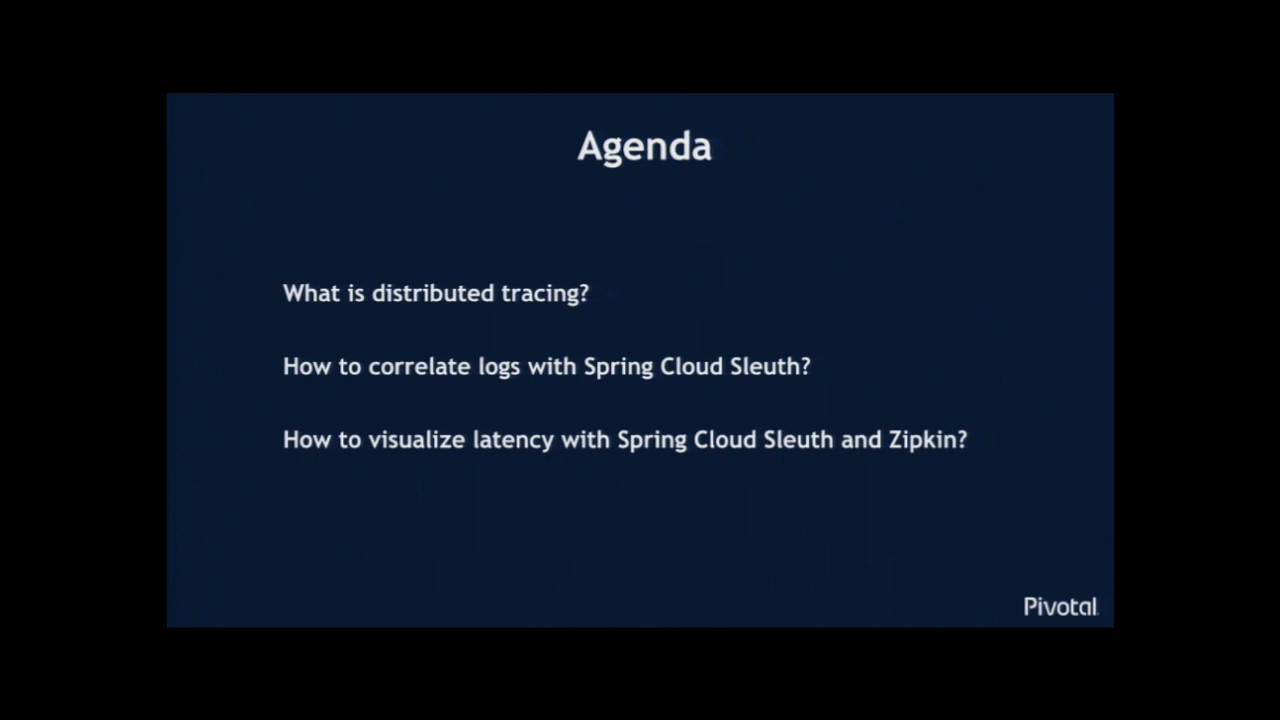 Agenda
What is distributed tracing?
How to correlate logs with Spring Cloud Sleuth?
How to visualize latency with Spring Cloud Sleuth and Zipkin?
Pivotal